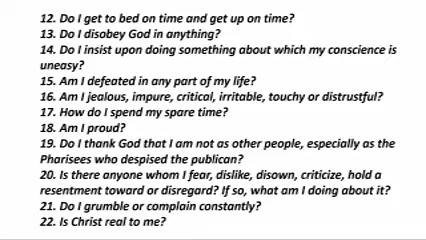 12. Do I get to bed on time and get up on time?
13. Do I disobey God in anything?
14. Do I insist upon doing something about which my conscience is
uneasy?
15. Am I defeated in any part of my life?
16. Am I jealous, impure, critical, irritable, touchy or distrustful?
17. How do I spend my spare time?
18. Am I proud?
19. Do I thank God that I am not as other people, especially as the
Pharisees who despised the publican?
20. Is there anyone whom I fear, dislike, disown, criticize, hold a
resentment toward or disregard? If so, what am I doing about it?
21. Do I grumble or complain constantly?
22. Is Christ real to me?